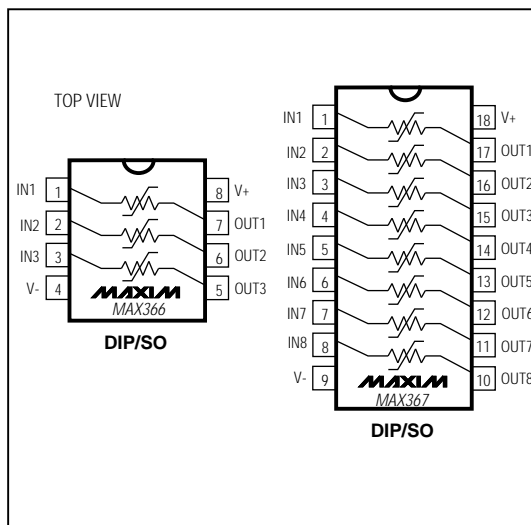 TOP VIEW
IN1 1 8 V+
IN2 2 7 OUT1
IN3 3 6 OUT2
V- 4 5 OUT3
MAXIM
MAX366
DIP/SO
IN1 1 18 V+
IN2 2 17 OUT1
IN3 3 16 OUT2
IN4 4 15 OUT3
IN5 5 14 OUT4
IN6 6 13 OUT5
IN7 7 12 OUT6
IN8 8 11 OUT7
V- 9 10 OUT8
MAXIM
MAX367
DIP/SO